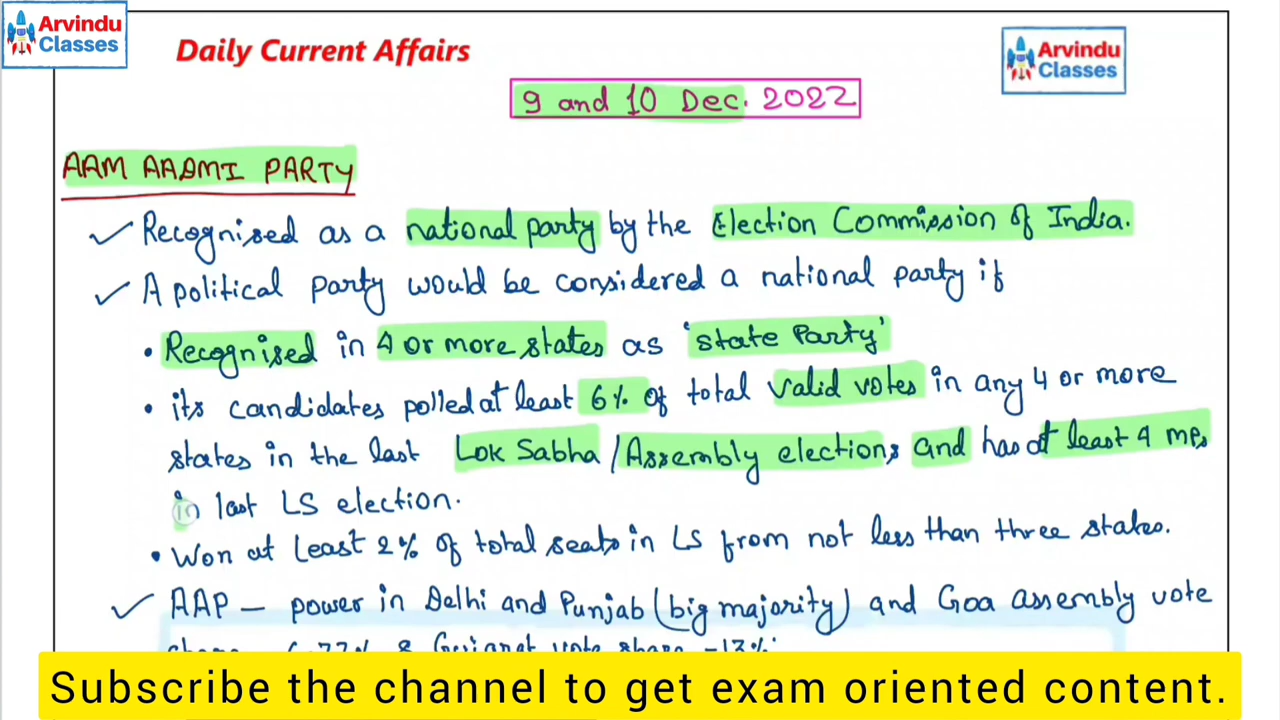 Arvindu
Classes
Daily Current Affairs
Arvindu
Classes
9 and 10 Dec. 2022
AAM AADMI PARTY
Recognised as a national party by the Election Commission of India.
A political party would be considered a national party if
• Recognised in 4 or more states as 'state Party'
• its candidates polled at least 6% of total valid votes in any 4 or more
states in the last Lok Sabha / Assembly elections and has at least 4 MPs
in last LS election.
• Won at least 2% of total seats in LS from not less than three states.
AAP – power in Delhi and Punjab (big majority) and Goa assembly vote
& Gujarat vote share
Subscribe the channel to get exam oriented content.